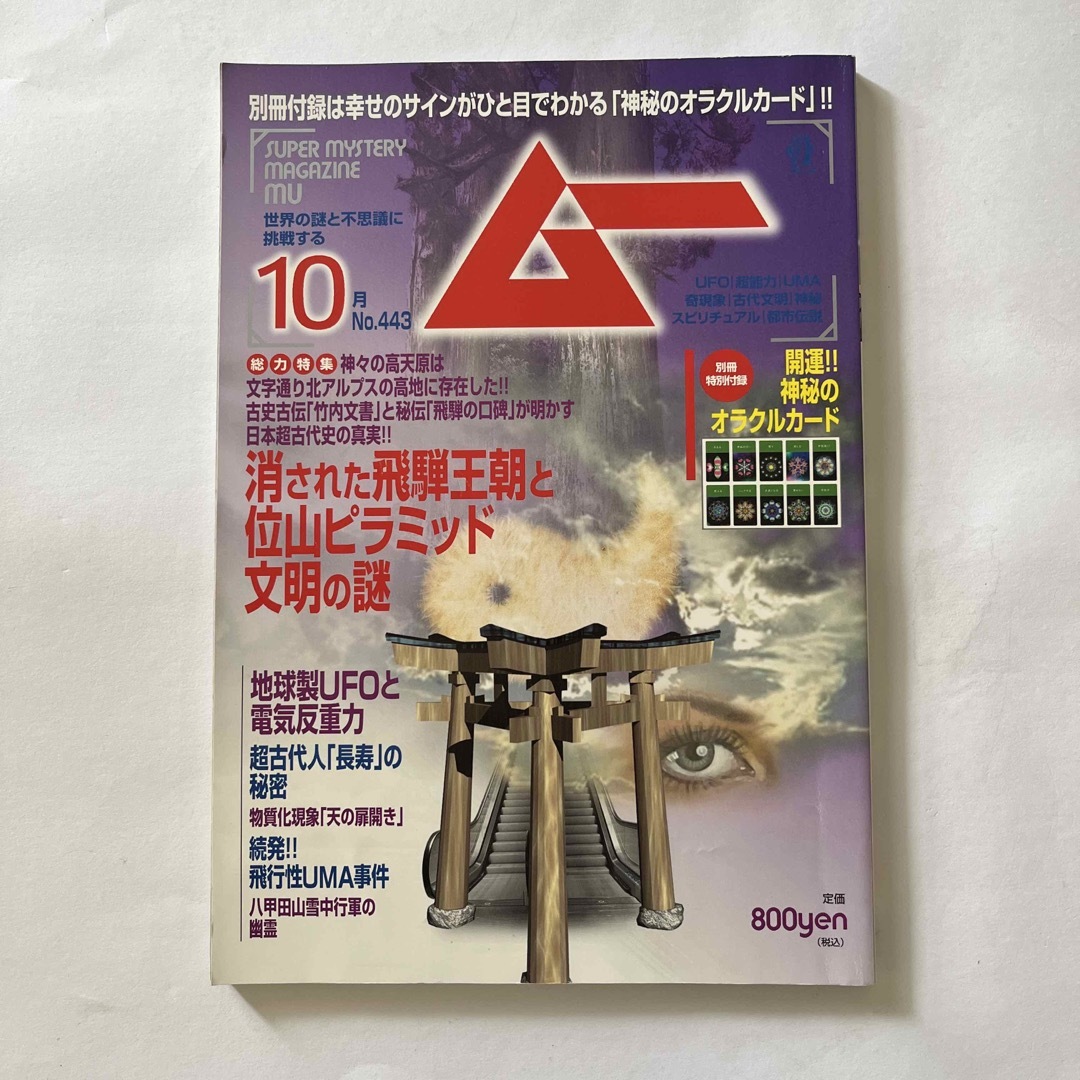 別冊付録は幸せのサインがひと目でわかる「神秘のオラクルカード」!!
SUPER MYSTERY
MAGAZINE
MU
ムー
世界の謎と不思議に
挑戦する
10月
No.443
UFO|超能力|UMA
奇現象|古代文明|神秘
スピリチュアル|都市伝説
総力特集 神々の高天原は
文字通り北アルプスの高地に存在した!!
古史古伝「竹内文書」と秘伝「飛騨の口碑」が明かす
日本超古代史の真実!!
消された飛騨王朝と
位山ピラミッド
文明の謎
別冊
特別付録
開運!!
神秘の
オラクルカード
地球製UFOと
電気反重力
超古代人「長寿」の
秘密
物質化現象「天の扉開き」
続発!!
飛行性UMA事件
八甲田山雪中行軍の
幽霊
定価
800yen
(税込)